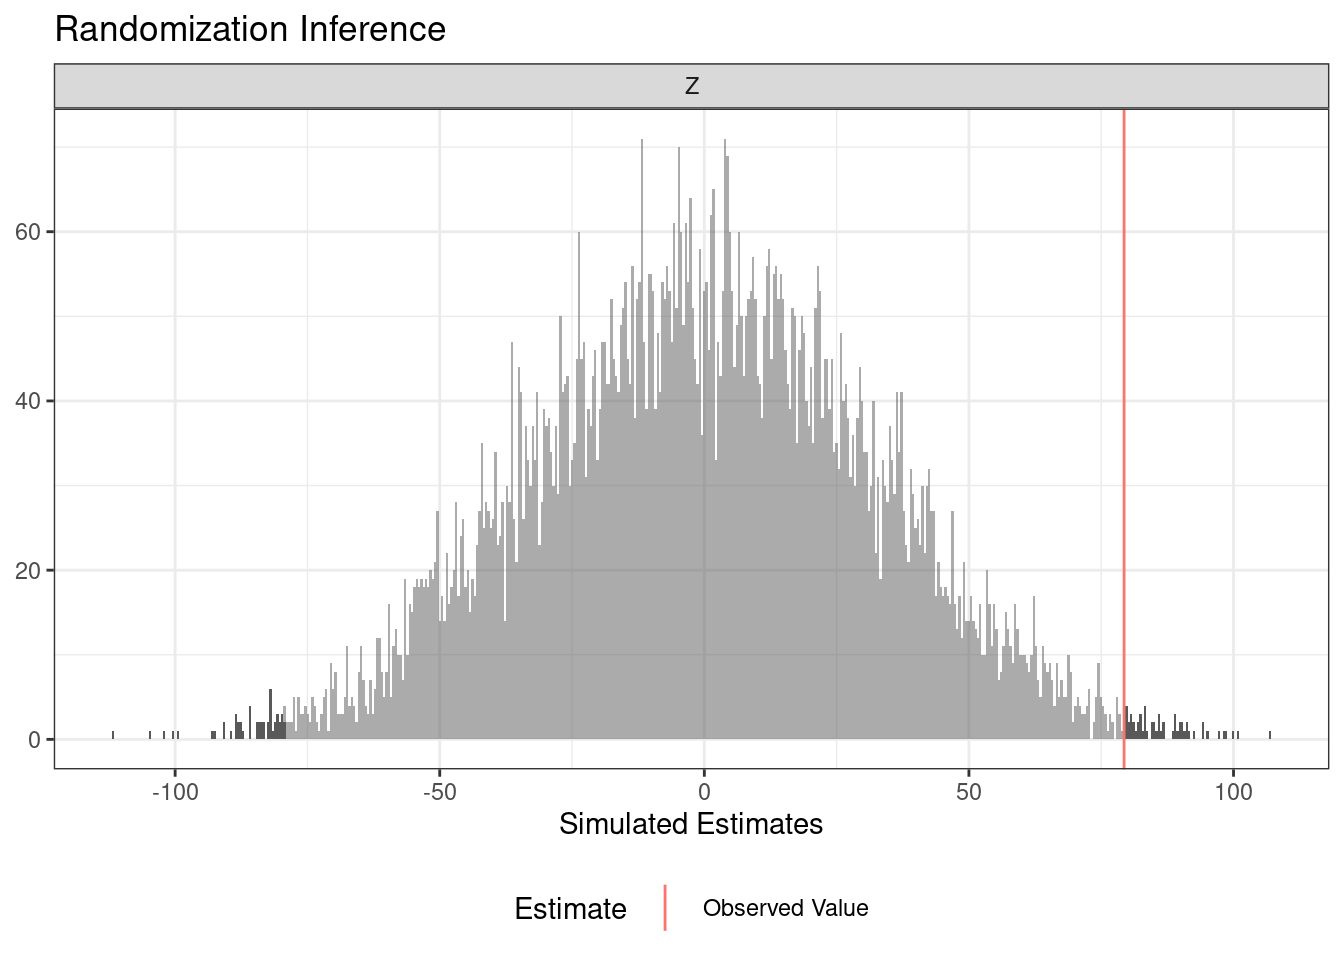 Randomization Inference
Z
60
40
20
0
-100 -50 0 50 100
Simulated Estimates
Estimate Observed Value